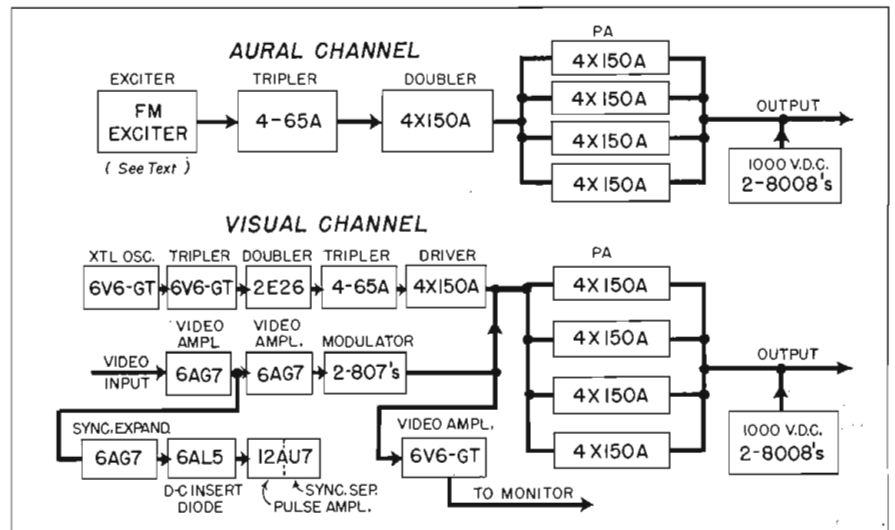 AURAL CHANNEL
EXCITER
TRIPLER
DOUBLER
PA
FM
EXCITER
4-65A
4X150A
4X150A
4X150A
4X150A
4X150A
OUTPUT
(See Text)
1000 V.D.C.
2-8008's
VISUAL CHANNEL
XTL OSC.
TRIPLER
DOUBLER
TRIPLER
DRIVER
PA
6V6-GT
6V6-GT
2E26
4-65A
4X150A
4X150A
4X150A
4X150A
4X150A
VIDEO
AMPL
VIDEO
AMPL.
MODULATOR
VIDEO
INPUT
6AG7
6AG7
2-807's
OUTPUT
1000 V.D.C.
2-8008's
SYNC. EXPAND.
6AG7
6AL5
12AU7
D-C INSERT
DIODE
SYNC. SEP.
PULSE AMPL.
VIDEO AMPL.
6V6-GT
TO MONITOR